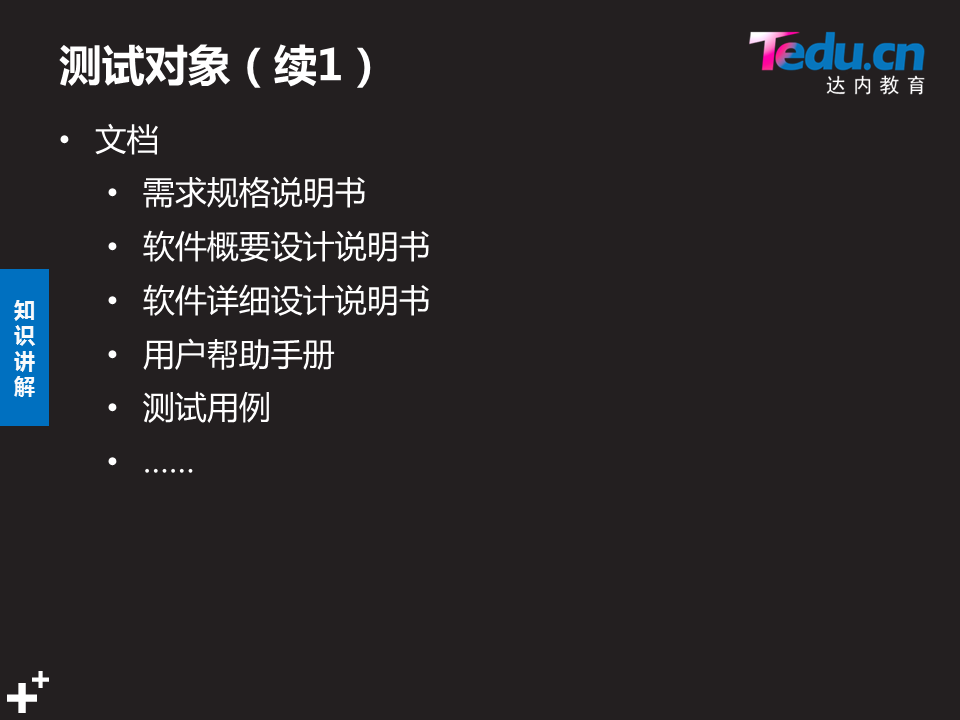 测试对象（续1）
Tedu.cn
达内教育
• 文档
• 需求规格说明书
• 软件概要设计说明书
• 软件详细设计说明书
• 用户帮助手册
• 测试用例
• ……
知
识
讲
解